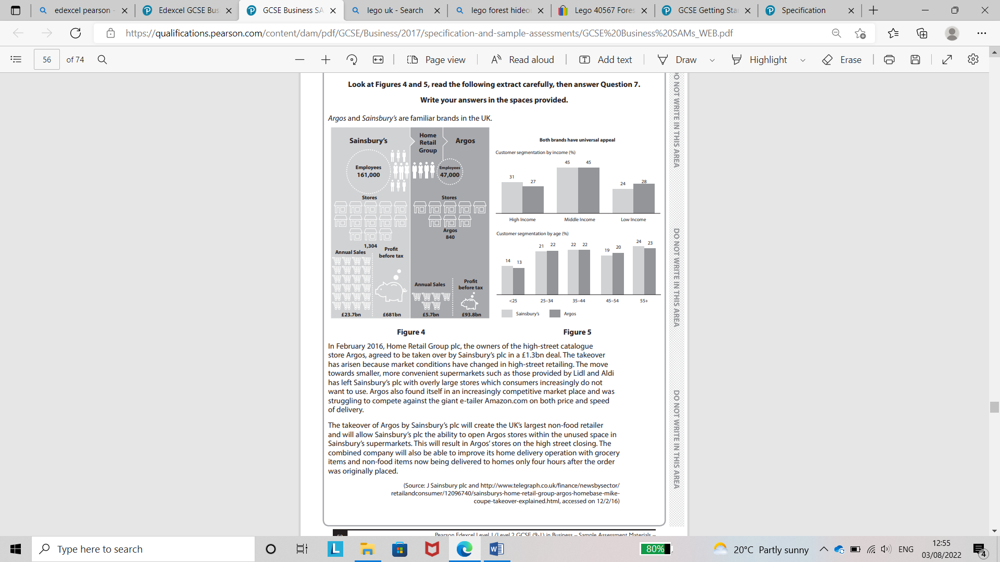 edexcel pearson -
Edexcel GCSE Bus
GCSE Business SA
lego uk - Search
lego forest hideo
Lego 40567 Fores
GCSE Getting Star
Specification
https://qualifications.pearson.com/content/dam/pdf/GCSE/Business/2017/specification-and-sample-assessments/GCSE%20Business%20SAMs_WEB.pdf
56 of 74
Page view
Read aloud
Add text
Draw
Highlight
Erase
Look at Figures 4 and 5, read the following extract carefully, then answer Question 7.
Write your answers in the spaces provided.
Argos and Sainsbury's are familiar brands in the UK.
Sainsbury's
Home
Retail
Group
Argos
Employees
161,000
Employees
47,000
Stores
Stores
Argos
840
1,304
Annual Sales
Profit
before tax
Annual Sales
Profit
before tax
£23.7bn
£681bn
£5.7bn
£93.8bn
Figure 4
Both brands have universal appeal
Customer segmentation by income (%)
31 27 45 45 24 28
High Income Middle Income Low Income
Customer segmentation by age (%)
14 13 21 22 22 22 19 20 24 23
<25 25–34 35–44 45–54 55+
Sainsbury's Argos
Figure 5
In February 2016, Home Retail Group plc, the owners of the high-street catalogue
store Argos, agreed to be taken over by Sainsbury's plc in a £1.3bn deal. The takeover
has arisen because market conditions have changed in high-street retailing. The move
towards smaller, more convenient supermarkets such as those provided by Lidl and Aldi
has left Sainsbury's plc with overly large stores which consumers increasingly do not
want to use. Argos also found itself in an increasingly competitive market place and was
struggling to compete against the giant e-tailer Amazon.com on both price and speed
of delivery.
The takeover of Argos by Sainsbury's plc will create the UK's largest non-food retailer
and will allow Sainsbury's plc the ability to open Argos stores within the unused space in
Sainsbury's supermarkets. This will result in Argos' stores on the high street closing. The
combined company will also be able to improve its home delivery operation with grocery
items and non-food items now being delivered to homes only four hours after the order
was originally placed.
(Source: J Sainsbury plc and http://www.telegraph.co.uk/finance/newsbysector/
retailandconsumer/12096740/sainsburys-home-retail-group-argos-homebase-mike-
coupe-takeover-explained.html, accessed on 12/2/16)
DO NOT WRITE IN THIS AREA
DO NOT WRITE IN THIS AREA
DO NOT WRITE IN THIS AREA
Pearson Edexcel Level 1/Level 2 GCSE (9-1) in Business – Sample Assessment Materials –
Type here to search
L
W
80%
20°C Partly sunny
ENG
12:55
03/08/2022
4